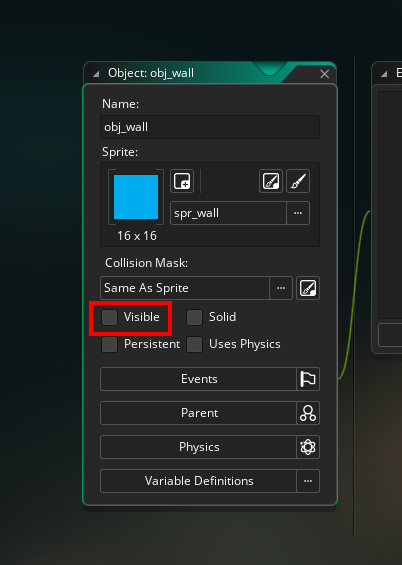 Object: obj_wall
E
Name:
obj_wall
Sprite:
spr_wall
16 x 16
Collision Mask:
Same As Sprite
Visible
Solid
Persistent
Uses Physics
Events
Parent
Physics
Variable Definitions